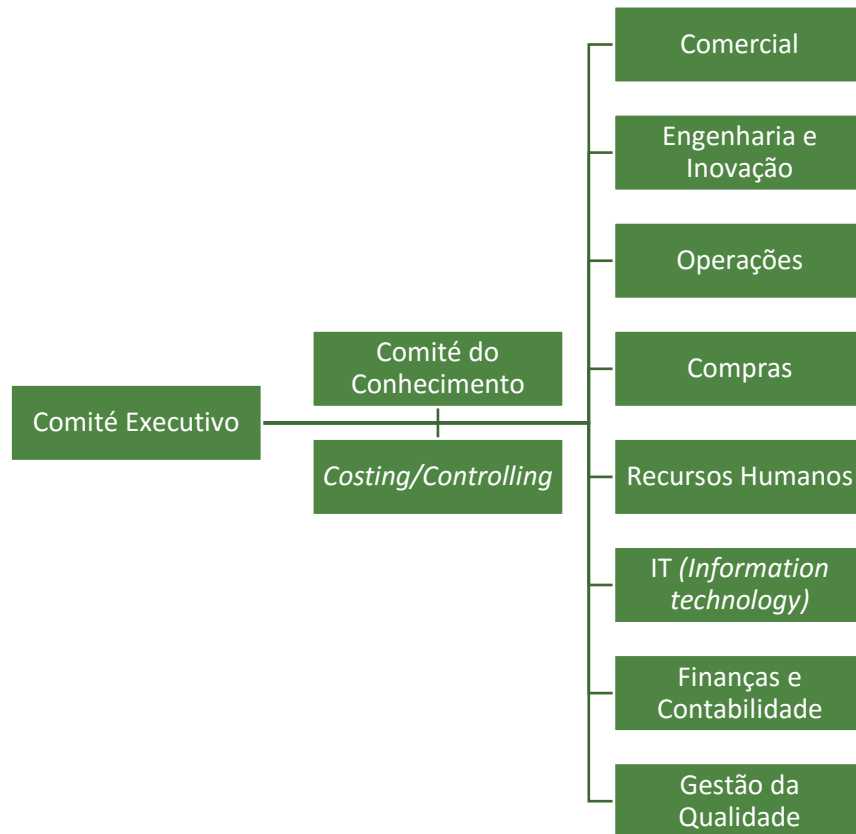 Comercial
Engenharia e
Inovação
Operações
Comité do
Conhecimento
Compras
Comité Executivo
Costing/Controlling
Recursos Humanos
IT (Information
technology)
Finanças e
Contabilidade
Gestão da
Qualidade